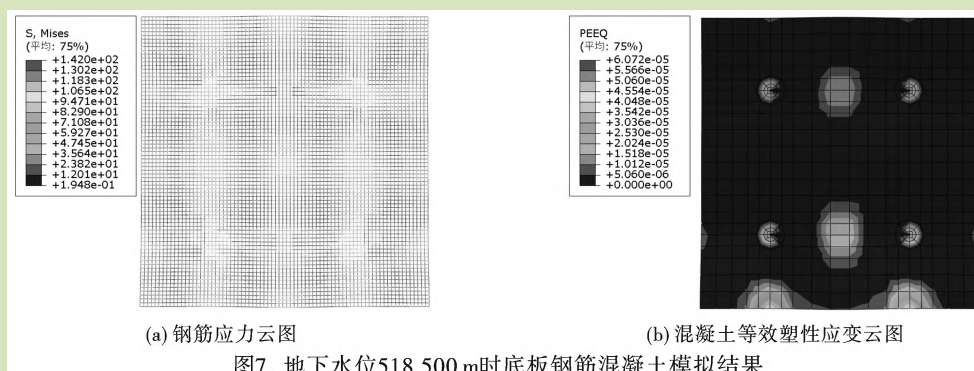 S, Mises
(平均: 75%)
+1.420e+02
+1.302e+02
+1.183e+02
+1.065e+02
+9.471e+01
+8.290e+01
+7.108e+01
+5.927e+01
+4.745e+01
+3.564e+01
+2.382e+01
+1.201e+01
+1.948e-01
PEEQ
(平均: 75%)
+6.072e-05
+5.566e-05
+5.060e-05
+4.554e-05
+4.048e-05
+3.542e-05
+3.036e-05
+2.530e-05
+2.024e-05
+1.518e-05
+1.012e-05
+5.060e-06
+0.000e+00
(a) 钢筋应力云图
(b) 混凝土等效塑性应变云图
图7 地下水位518.500 m时底板钢筋混凝土模拟结果